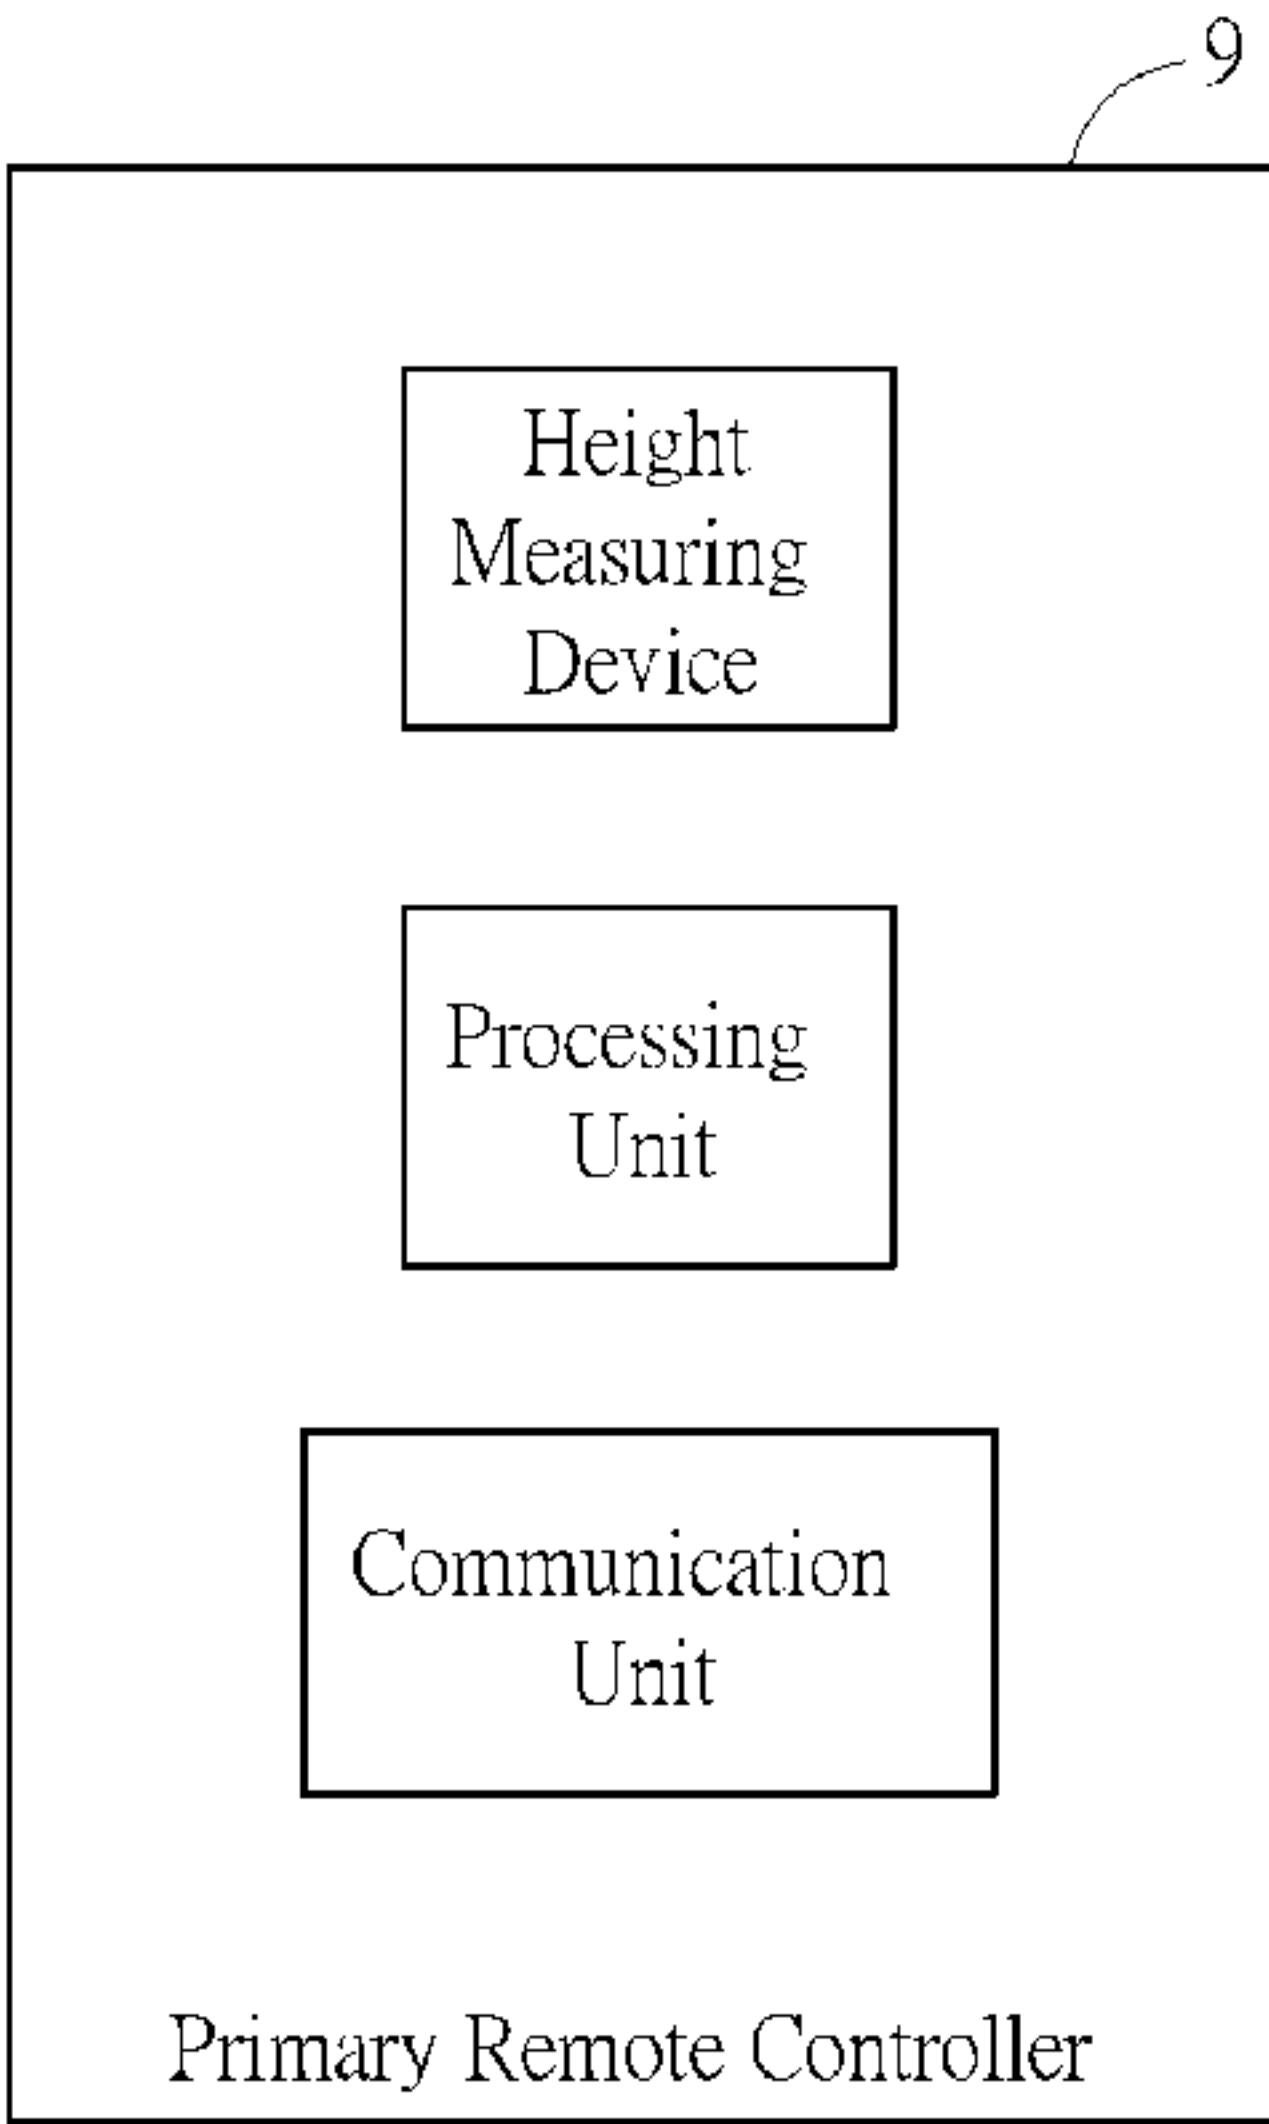 9
Height
Measuring
Device
Processing
Unit
Communication
Unit
Primary Remote Controller